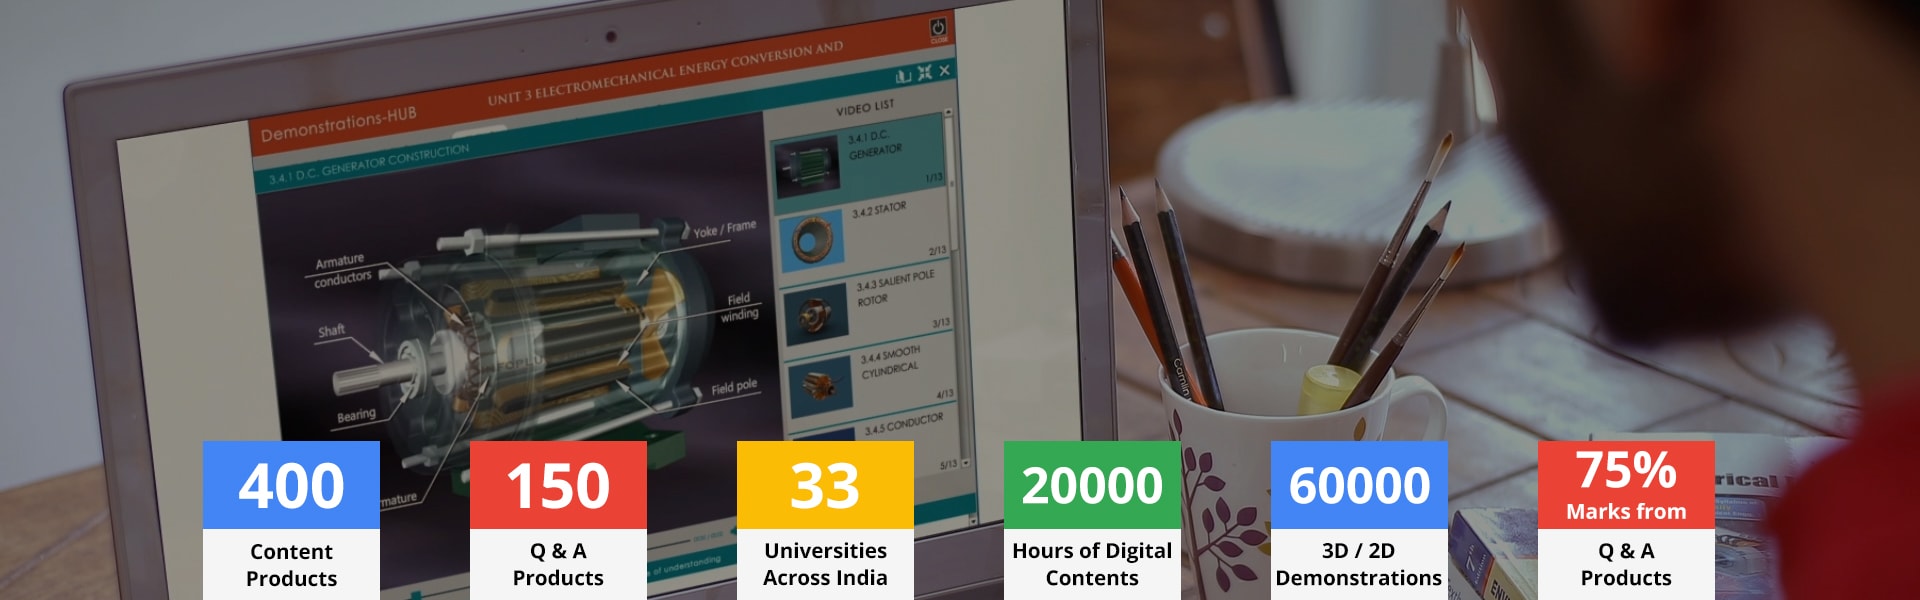 CLOSE
UNIT 3 ELECTROMECHANICAL ENERGY CONVERSION AND
Demonstrations-HUB
3.4.1 D.C. GENERATOR CONSTRUCTION
VIDEO LIST
3.4.1 D.C.
GENERATOR
1/13
3.4.2 STATOR
2/13
3.4.3 SALIENT POLE
ROTOR
3/13
3.4.4 SMOOTH
CYLINDRICAL
4/13
3.4.5 CONDUCTOR
5/13
Yoke / Frame
Armature
conductors
Field
winding
Shaft
Field pole
Bearing
of understanding
Camlin
400
Content
Products
150
Q & A
Products
33
Universities
Across India
20000
Hours of Digital
Contents
60000
3D / 2D
Demonstrations
75%
Marks from
Q & A
Products